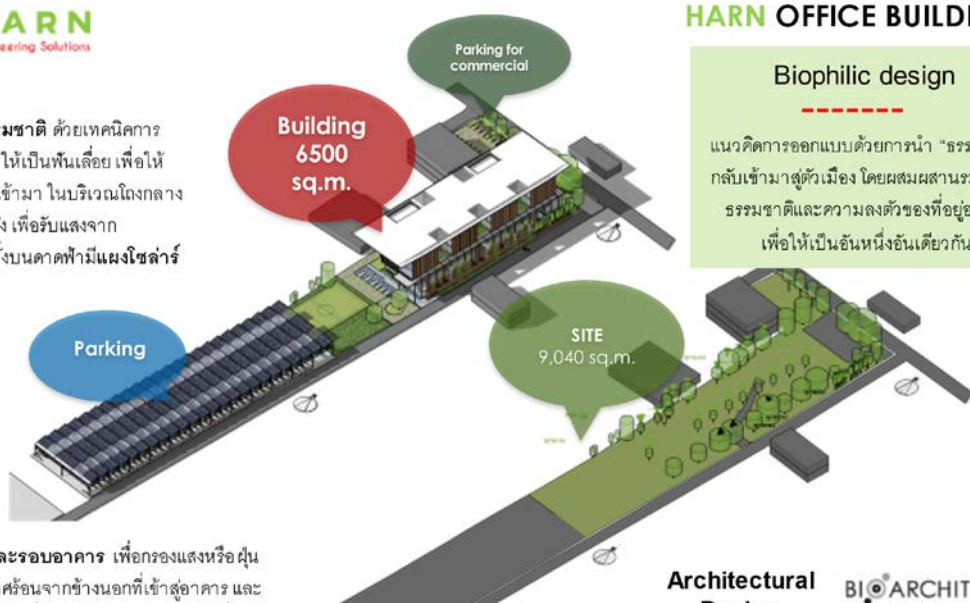 ARN
eering Solutions
HARN OFFICE BUILDI
Parking for
commercial
Biophilic design
Building
6500
sq.m.
มชาติ ด้วยเทคนิคการ
ให้เป็นฟันเลื่อย เพื่อให้
เข้ามา ในบริเวณโถงกลาง
ง เพื่อรับแสงจาก
ั้งบนดาดฟ้ามีแผงโซล่าร์
แนวคิดการออกแบบด้วยการนำ "ธรรม
กลับเข้ามาสู่ตัวเมือง โดยผสมผสานระ
ธรรมชาติและความลงตัวของที่อยู่อ
เพื่อให้เป็นอันหนึ่งอันเดียวกัน
Parking
SITE
9,040 sq.m.
ละรอบอาคาร เพื่อกรองแสงหรือฝุ่น
ศร้อนจากข้างนอกที่เข้าสู่อาคาร และ
Architectural
BIOARCHIT